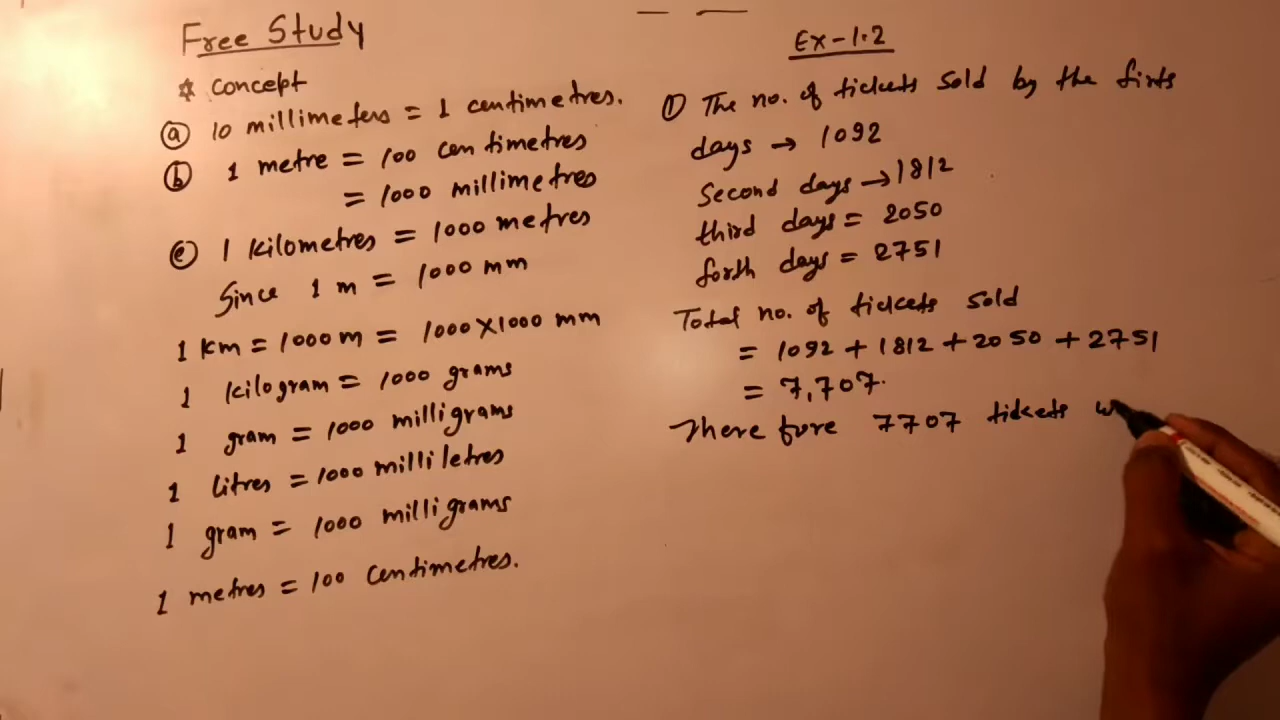 Free Study
* Concept
(a) 10 millimeters = 1 centimetres.
(b) 1 metre = 100 centimetres
= 1000 millimetres
(c) 1 kilometres = 1000 metres
Since 1 m = 1000 mm
1 km = 1000 m = 1000 × 1000 mm
1 kilogram = 1000 grams
1 gram = 1000 milligrams
1 litres = 1000 milliletres
1 gram = 1000 milligrams
1 metres = 100 centimetres.
Ex-1.2
(1) The no. of tickets sold by the firts
days → 1092
Second days → 1812
third days = 2050
forth days = 2751
Total no. of tickets sold
= 1092 + 1812 + 2050 + 2751
= 7,707.
There fore 7707 tickets w